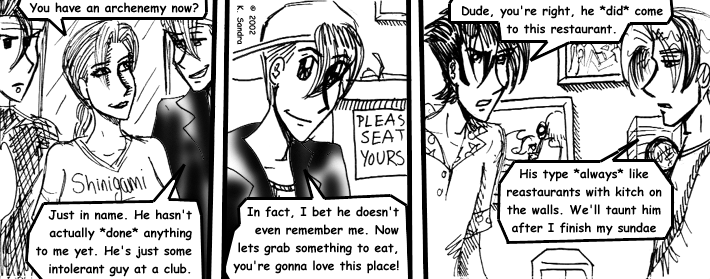 You have an archenemy now?
Shinigami
Just in name. He hasn't
actually *done* anything
to me yet. He's just some
intolerant guy at a club.
© 2002
K. Sandra
PLEAS
SEAT
YOURS
In fact, I bet he doesn't
even remember me. Now
lets grab something to eat,
you're gonna love this place!
Dude, you're right, he *did* come
to this restaurant.
His type *always* like
reastaurants with kitch on
the walls. We'll taunt him
after I finish my sundae